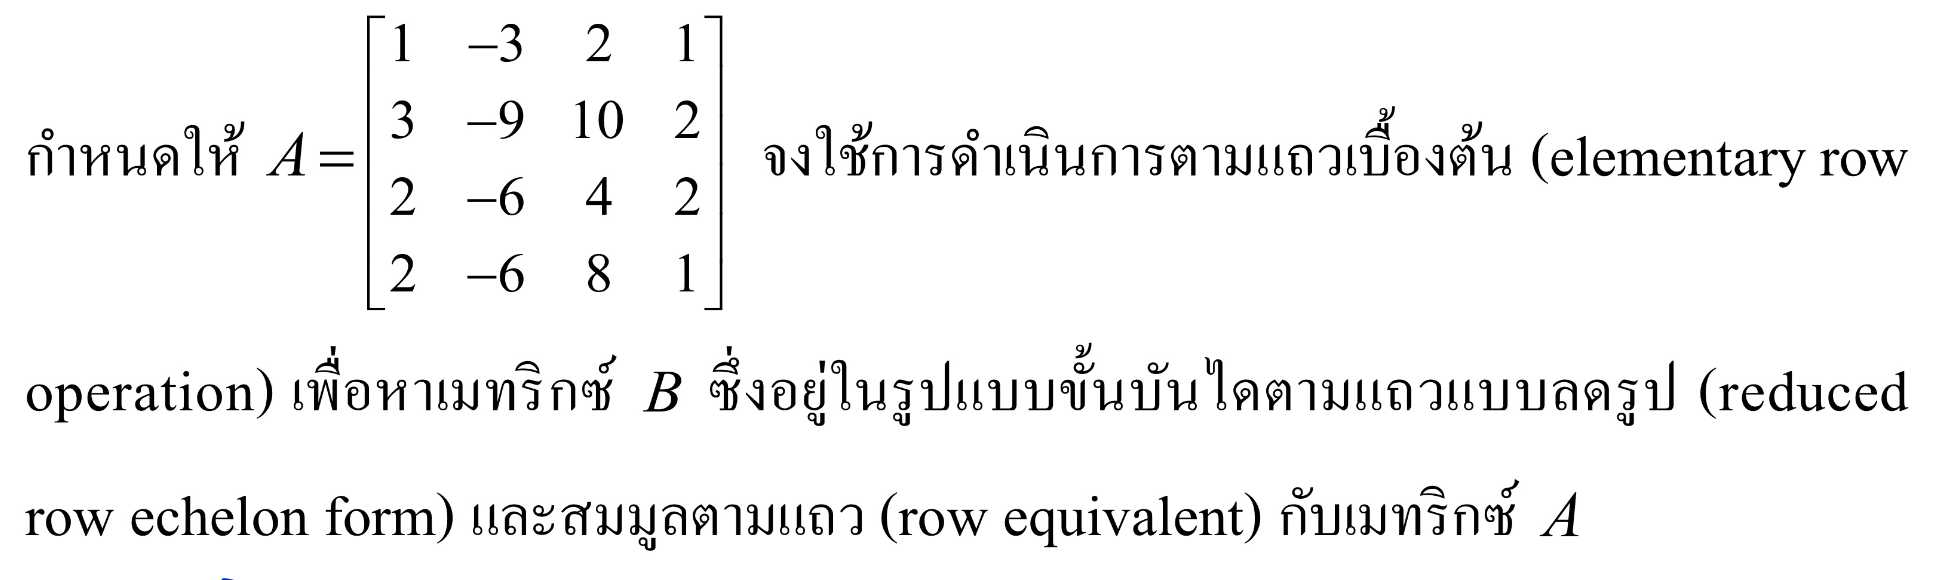 กำหนดให้ A = [1 -3 2 1; 3 -9 10 2; 2 -6 4 2; 2 -6 8 1] จงใช้การดำเนินการตามแถวเบื้องต้น (elementary row
operation) เพื่อหาเมทริกซ์ B ซึ่งอยู่ในรูปแบบขั้นบันไดตามแถวแบบลดรูป (reduced
row echelon form) และสมมูลตามแถว (row equivalent) กับเมทริกซ์ A